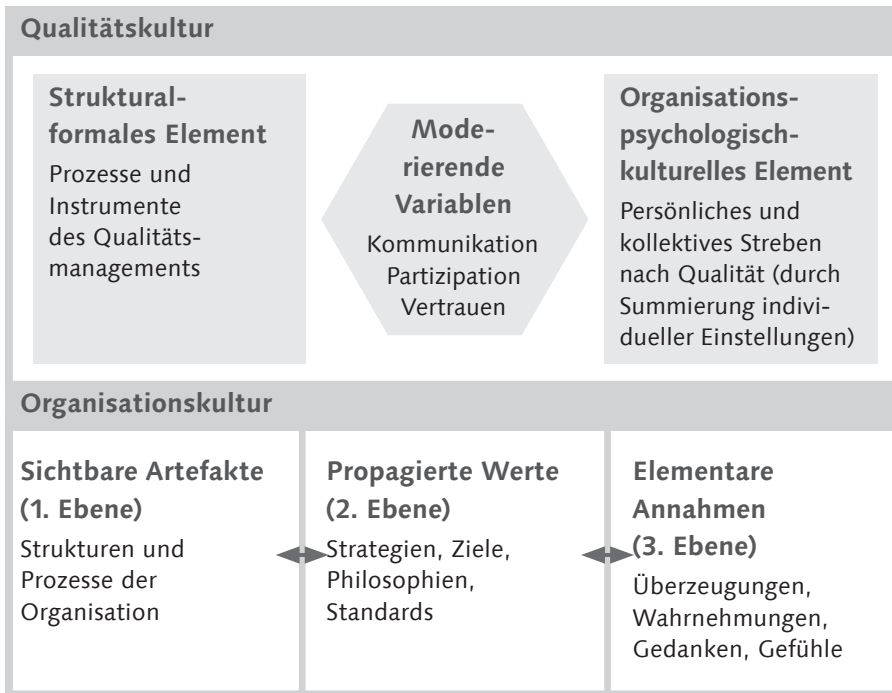 Qualitätskultur
Struktural-
formales Element
Prozesse und
Instrumente
des Qualitäts-
managements
Mode-
rierende
Variablen
Kommunikation
Partizipation
Vertrauen
Organisations-
psychologisch-
kulturelles Element
Persönliches und
kollektives Streben
nach Qualität (durch
Summierung indivi-
dueller Einstellungen)
Organisationskultur
Sichtbare Artefakte
(1. Ebene)
Strukturen und
Prozesse der
Organisation
Propagierte Werte
(2. Ebene)
Strategien, Ziele,
Philosophien,
Standards
Elementare
Annahmen
(3. Ebene)
Überzeugungen,
Wahrnehmungen,
Gedanken, Gefühle